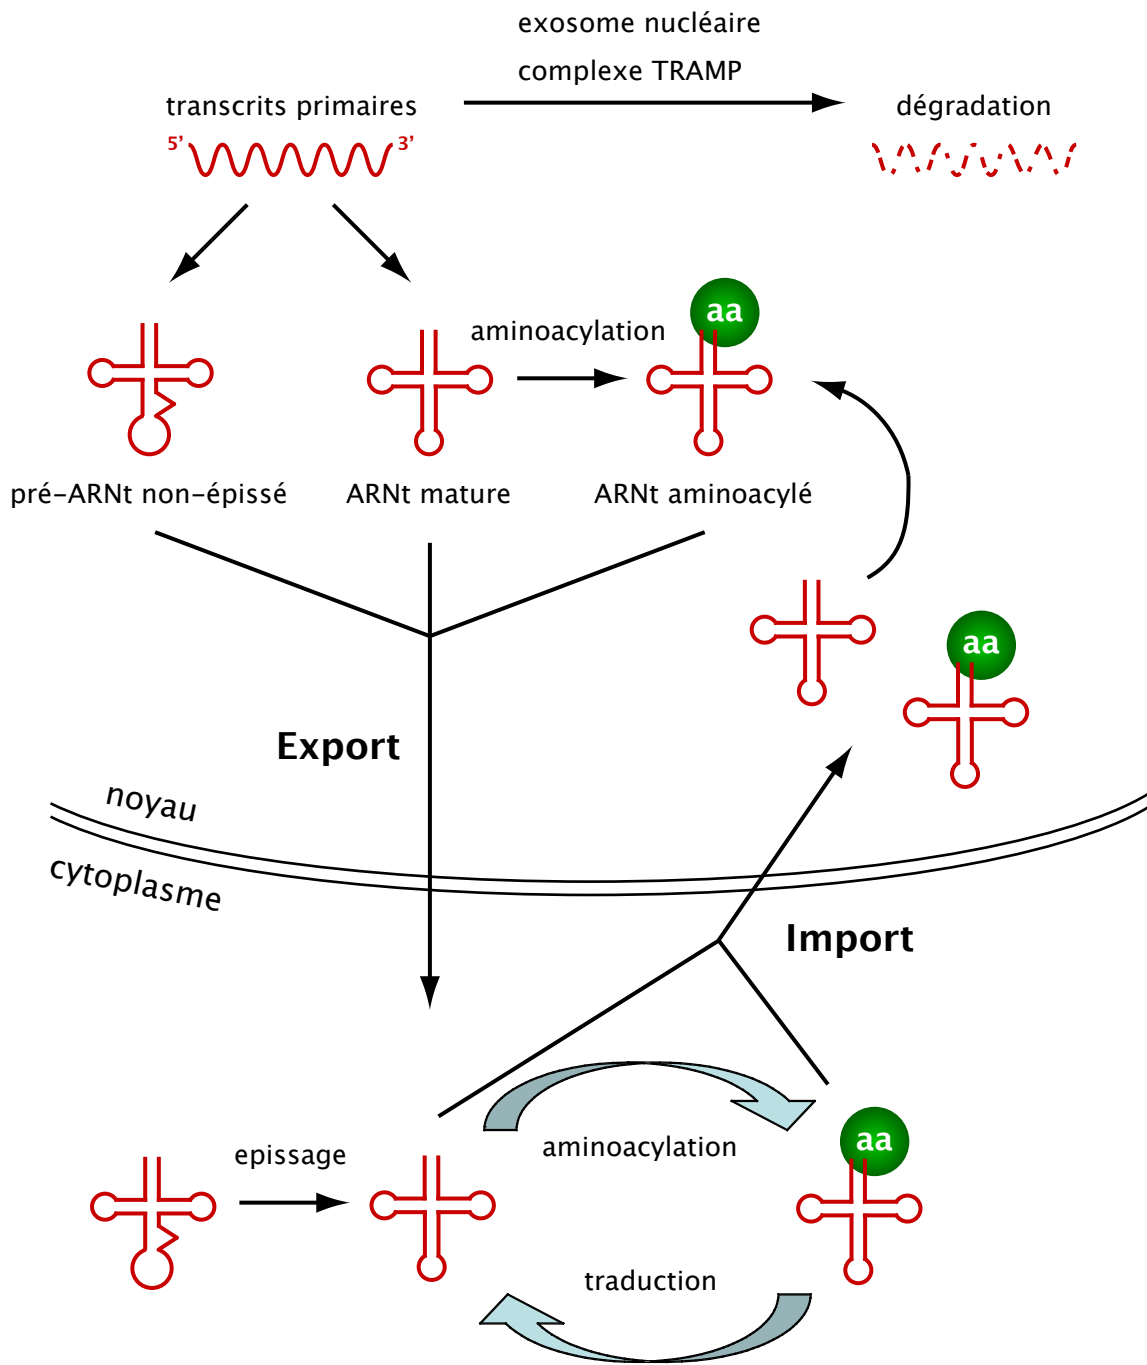 exosome nucléaire
complexe TRAMP
transcrits primaires
dégradation
5' 3'
aa
aminoacylation
pré-ARNt non-épissé
ARNt mature
ARNt aminoacylé
aa
Export
noyau
cytoplasme
Import
aa
aminoacylation
epissage
traduction